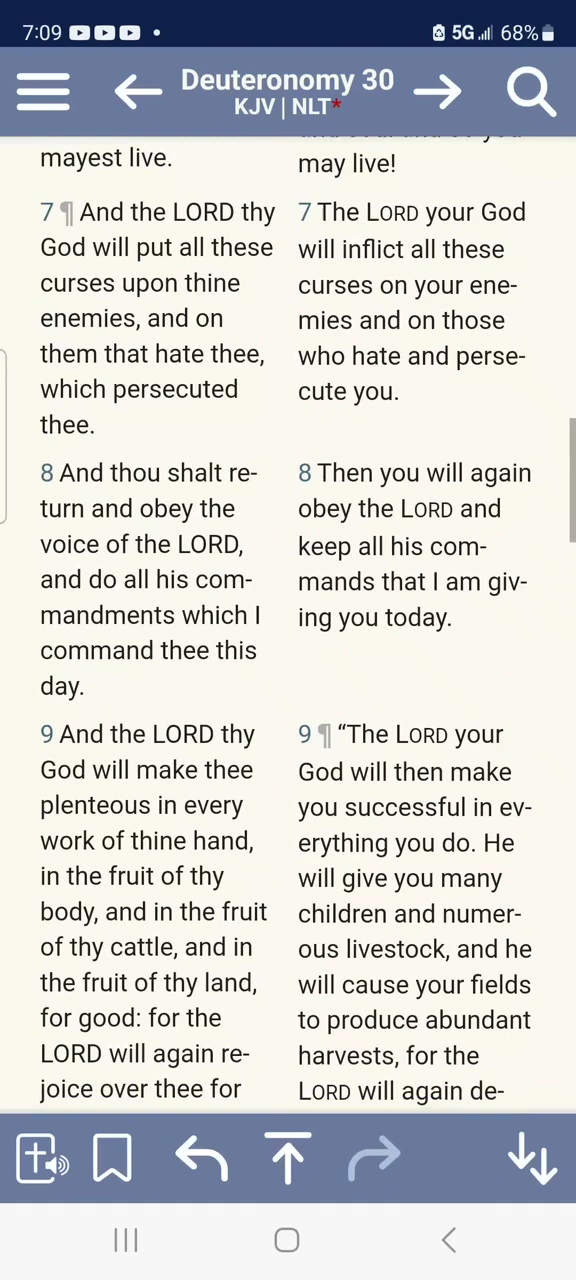 7:09
5G 68%
Deuteronomy 30
KJV | NLT*
mayest live.
7 ¶ And the LORD thy
God will put all these
curses upon thine
enemies, and on
them that hate thee,
which persecuted
thee.
8 And thou shalt re-
turn and obey the
voice of the LORD,
and do all his com-
mandments which I
command thee this
day.
9 And the LORD thy
God will make thee
plenteous in every
work of thine hand,
in the fruit of thy
body, and in the fruit
of thy cattle, and in
the fruit of thy land,
for good: for the
LORD will again re-
joice over thee for
may live!
7 The LORD your God
will inflict all these
curses on your ene-
mies and on those
who hate and perse-
cute you.
8 Then you will again
obey the LORD and
keep all his com-
mands that I am giv-
ing you today.
9 ¶ “The LORD your
God will then make
you successful in ev-
erything you do. He
will give you many
children and numer-
ous livestock, and he
will cause your fields
to produce abundant
harvests, for the
LORD will again de-